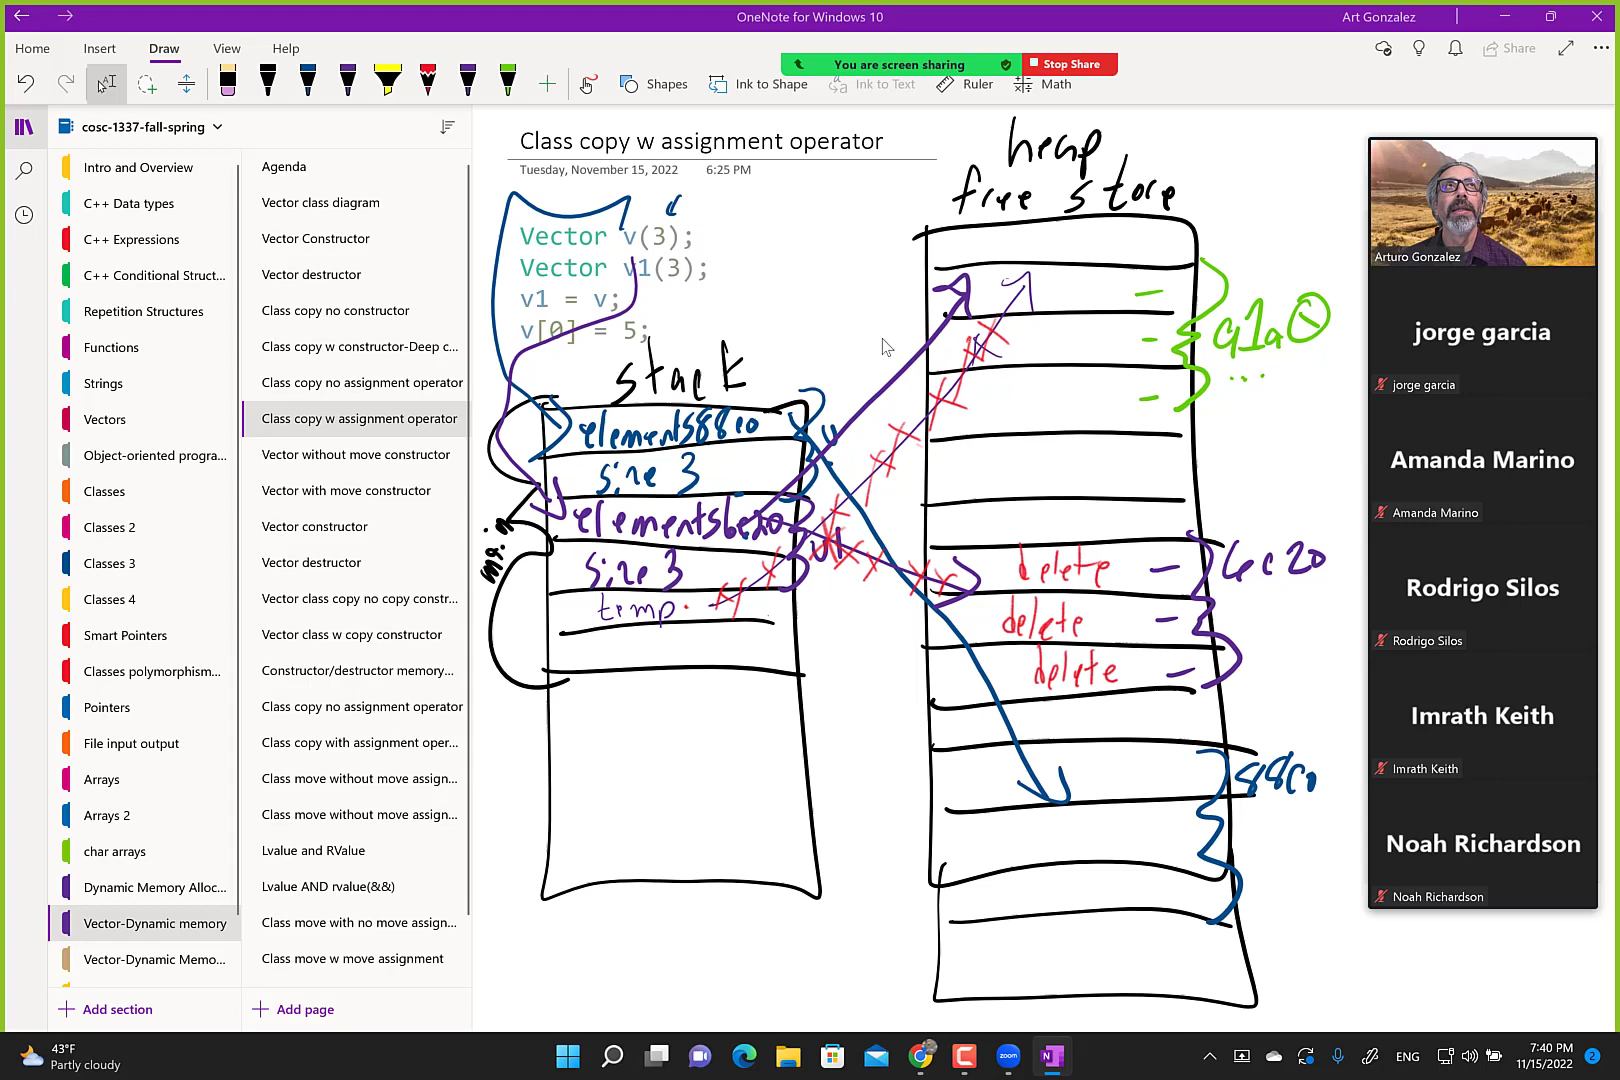 OneNote for Windows 10
Art Gonzalez
Home Insert Draw View Help
You are screen sharing
Stop Share
Share
Shapes
Ink to Shape
Ink to Text
Ruler
Math
cosc-1337-fall-spring
Intro and Overview
C++ Data types
C++ Expressions
C++ Conditional Struct...
Repetition Structures
Functions
Strings
Vectors
Object-oriented progra...
Classes
Classes 2
Classes 3
Classes 4
Smart Pointers
Classes polymorphism...
Pointers
File input output
Arrays
Arrays 2
char arrays
Dynamic Memory Alloc...
Vector-Dynamic memory
Vector-Dynamic Memo...
Add section
Agenda
Vector class diagram
Vector Constructor
Vector destructor
Class copy no constructor
Class copy w constructor-Deep c...
Class copy no assignment operator
Class copy w assignment operator
Vector without move constructor
Vector with move constructor
Vector constructor
Vector destructor
Vector class copy no copy constr...
Vector class w copy constructor
Constructor/destructor memory...
Class copy no assignment operator
Class copy with assignment oper...
Class move without move assign...
Class move without move assign...
Lvalue and RValue
Lvalue AND rvalue(&&)
Class move with no move assign...
Class move w move assignment
Add page
Class copy w assignment operator
Tuesday, November 15, 2022 6:25 PM
Vector v(3);
Vector v1(3);
v1 = v;
v[0] = 5;
stack
elements88c0
size 3
elements6c20
size 3
temp
main
v
v1
heap
free store
...
delete
delete
delete
6c20
88c0
Arturo Gonzalez
jorge garcia
jorge garcia
Amanda Marino
Amanda Marino
Rodrigo Silos
Rodrigo Silos
Imrath Keith
Imrath Keith
Noah Richardson
Noah Richardson
43°F
Partly cloudy
zoom
N
ENG
7:40 PM
11/15/2022
2